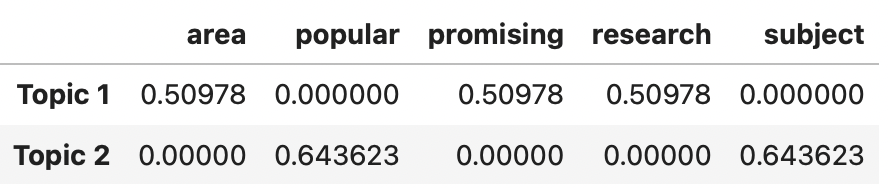 area popular promising research subject
Topic 1 0.50978 0.000000 0.50978 0.50978 0.000000
Topic 2 0.00000 0.643623 0.00000 0.00000 0.643623